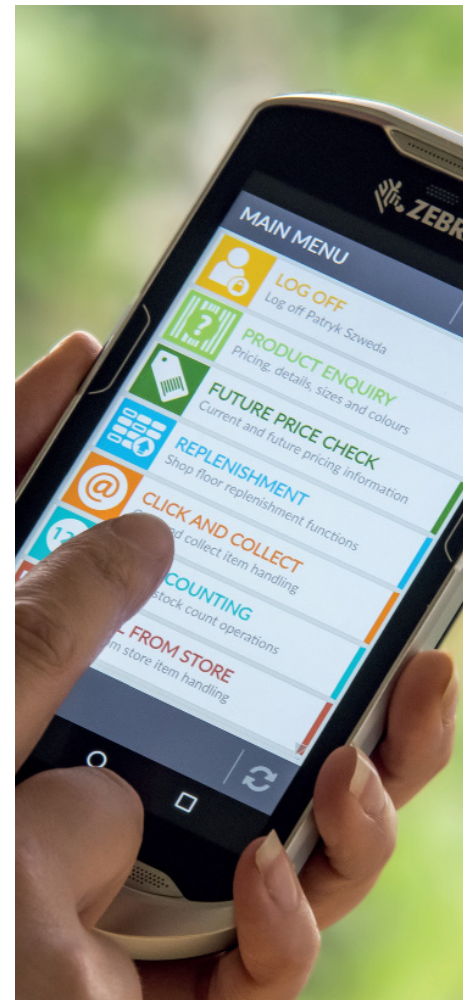 ZEBR
MAIN MENU
LOG OFF
Log off Patryk Szweda
?
PRODUCT ENQUIRY
Pricing, details, sizes and colours
FUTURE PRICE CHECK
Current and future pricing information
REPLENISHMENT
Shop floor replenishment functions
@
CLICK AND COLLECT
collect item handling
12
COUNTING
stock count operations
FROM STORE
store item handling